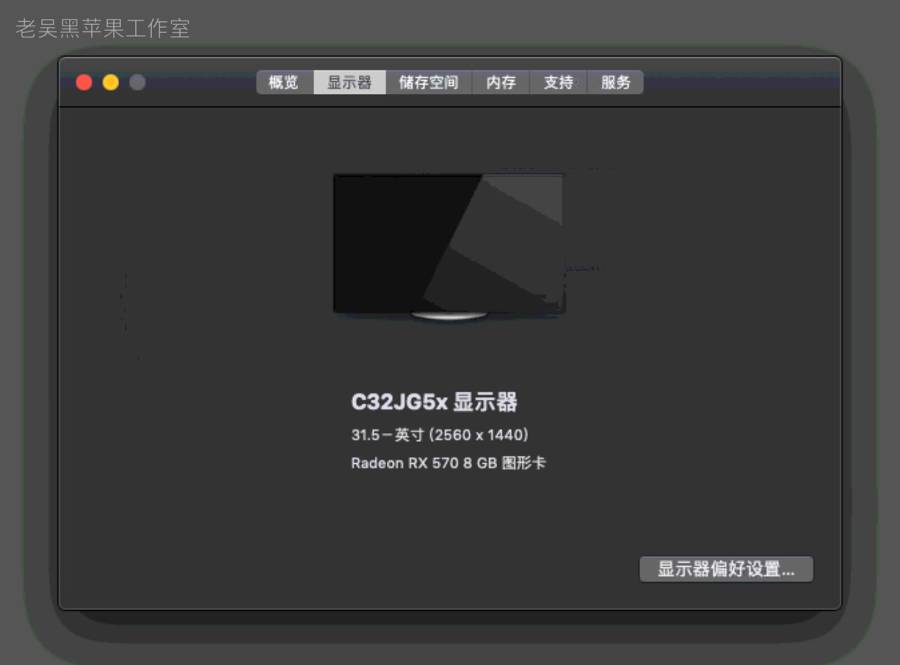 老吴黑苹果工作室
概览 显示器 储存空间 内存 支持 服务
C32JG5x 显示器
31.5－英寸 (2560 x 1440)
Radeon RX 570 8 GB 图形卡
显示器偏好设置...